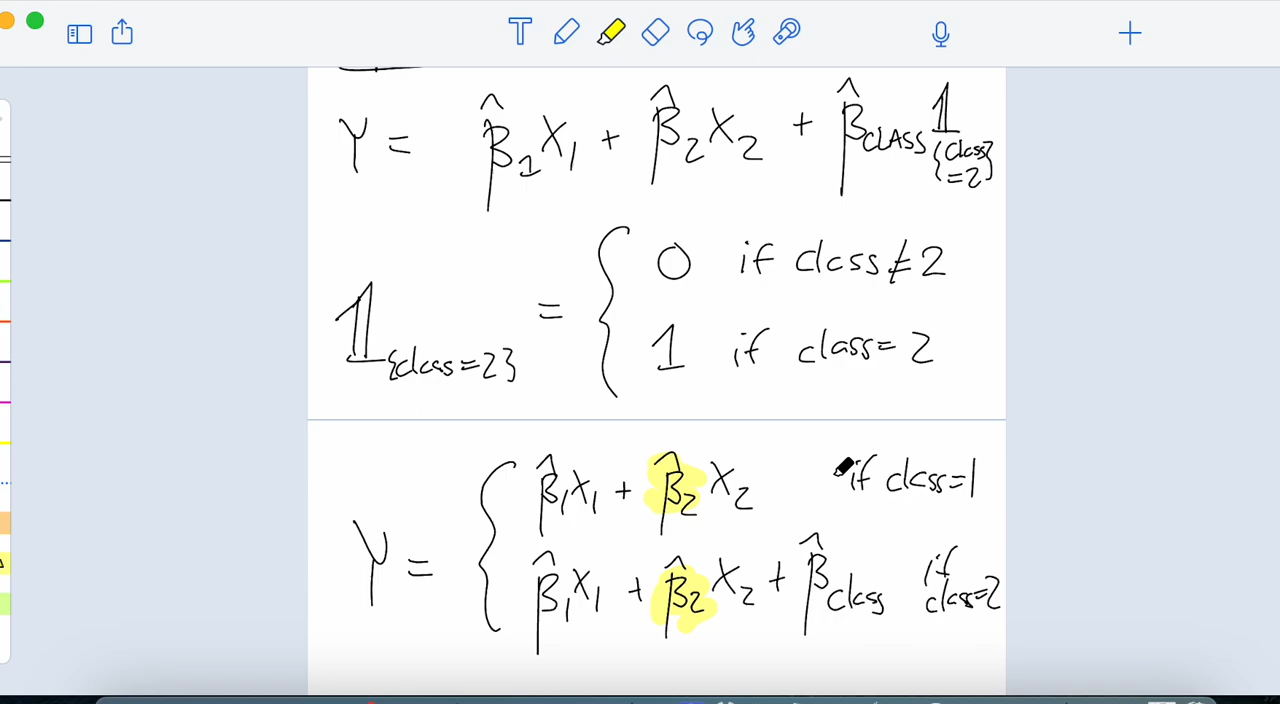 Y = β̂₁X₁ + β̂₂X₂ + β̂CLASS 𝟙{class=2}
𝟙{class=2} = { 0 if class≠2
1 if class=2
Y = { β̂₁X₁ + β̂₂X₂ if class=1
β̂₁X₁ + β̂₂X₂ + β̂class if class=2